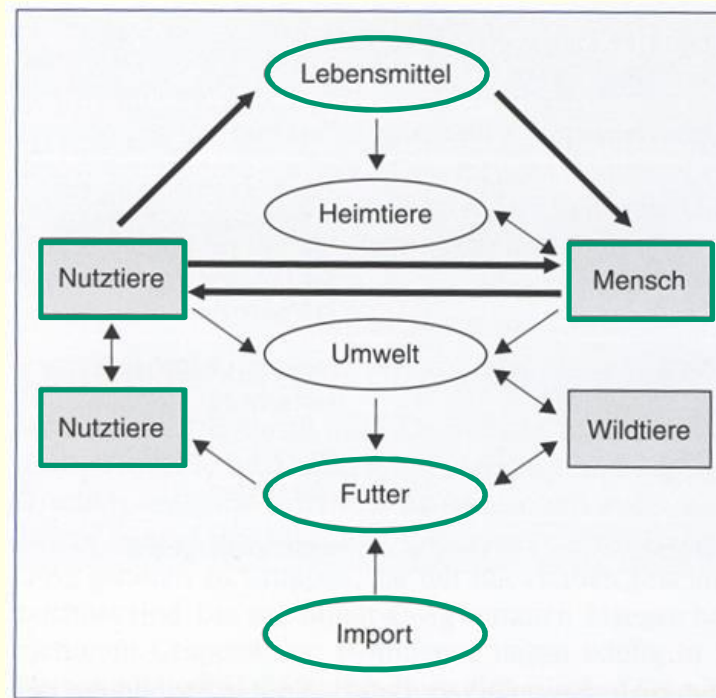 Lebensmittel
Heimtiere
Nutztiere
Mensch
Umwelt
Nutztiere
Wildtiere
Futter
Import